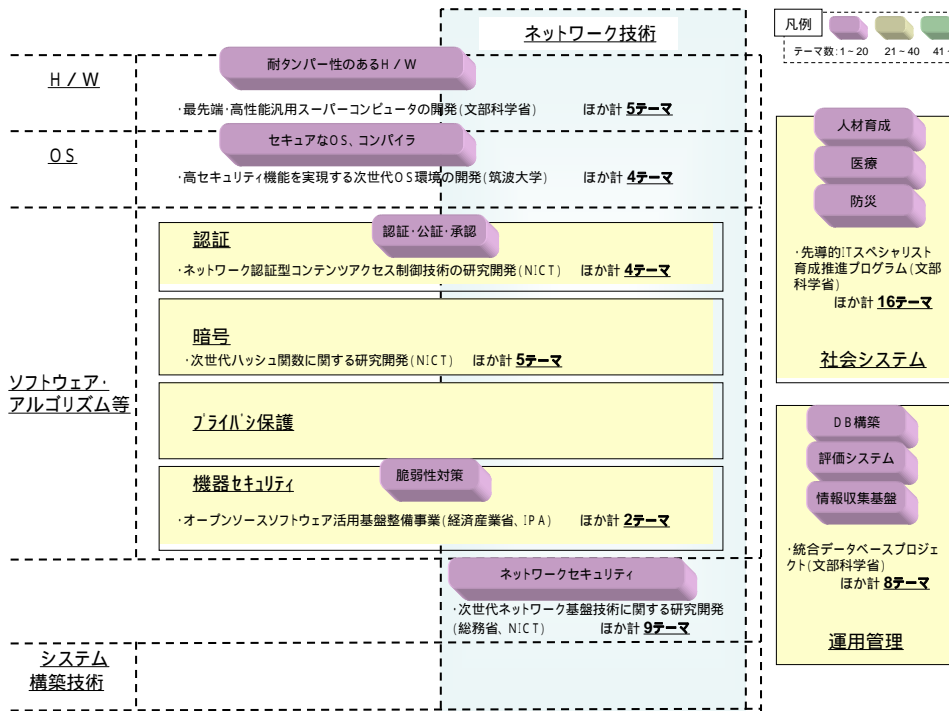 ネットワーク技術
凡例
テーマ数：1～20 21～40 41～
H／W
耐タンパー性のあるH／W
・最先端・高性能汎用スーパーコンピュータの開発(文部科学省) ほか計 5テーマ
OS
セキュアなOS、コンパイラ
・高セキュリティ機能を実現する次世代OS環境の開発(筑波大学) ほか計 4テーマ
ソフトウェア・
アルゴリズム等
認証
認証・公証・承認
・ネットワーク認証型コンテンツアクセス制御技術の研究開発(NICT) ほか計 4テーマ
暗号
・次世代ハッシュ関数に関する研究開発(NICT) ほか計 5テーマ
プライバシ保護
機器セキュリティ
脆弱性対策
・オープンソースソフトウェア活用基盤整備事業(経済産業省、IPA) ほか計 2テーマ
ネットワークセキュリティ
・次世代ネットワーク基盤技術に関する研究開発
(総務省、NICT) ほか計 9テーマ
システム
構築技術
人材育成
医療
防災
・先導的ITスペシャリスト
育成推進プログラム(文部
科学省)
ほか計 16テーマ
社会システム
DB構築
評価システム
情報収集基盤
・統合データベースプロジェ
クト(文部科学省)
ほか計 8テーマ
運用管理